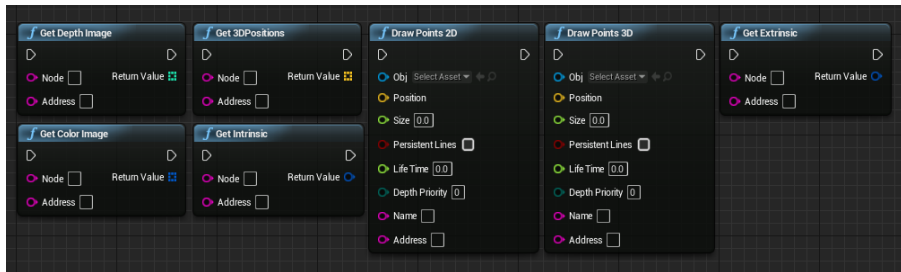 Get Depth Image
Node
Return Value
Address
Get 3DPositions
Node
Return Value
Address
Draw Points 2D
Obj Select Asset
Position
Size 0.0
Persistent Lines
Life Time 0.0
Depth Priority 0
Name
Address
Draw Points 3D
Obj Select Asset
Position
Size 0.0
Persistent Lines
Life Time 0.0
Depth Priority 0
Name
Address
Get Extrinsic
Node
Return Value
Address
Get Color Image
Node
Return Value
Address
Get Intrinsic
Node
Return Value
Address